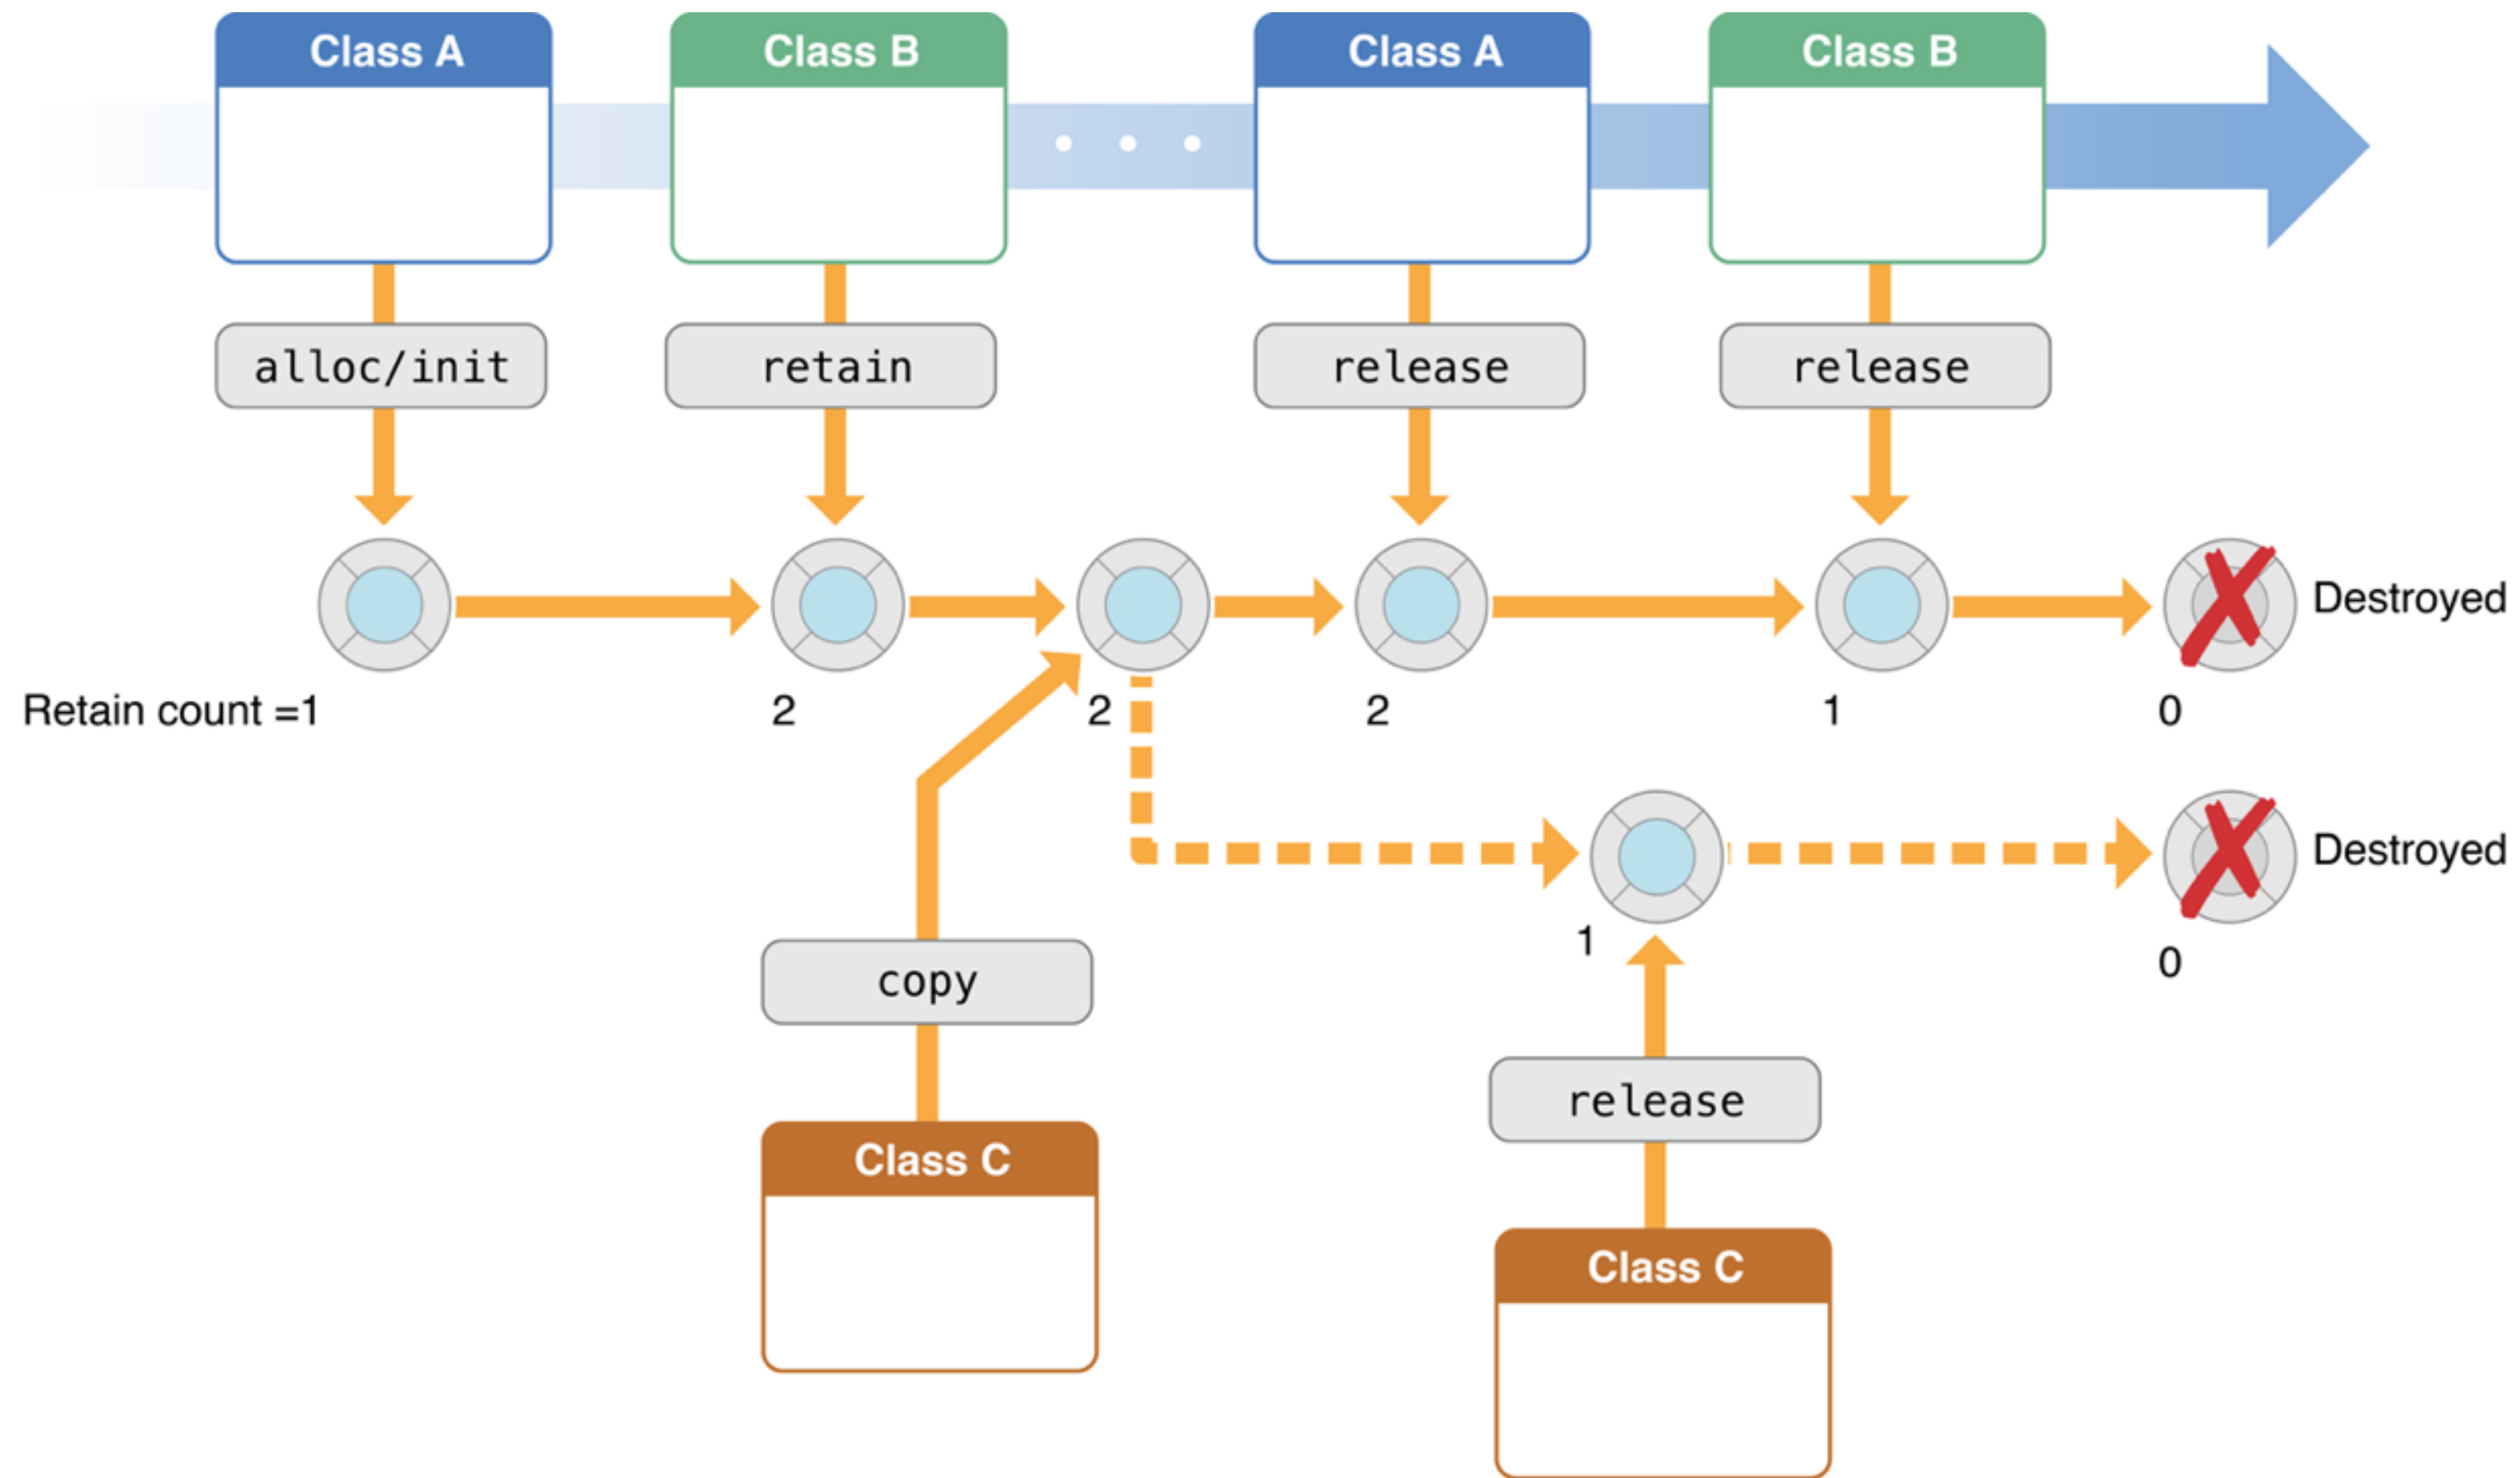 Class A
Class B
Class A
Class B
alloc/init
retain
release
release
Destroyed
Retain count =1
2
2
2
1
0
Destroyed
1
0
copy
release
Class C
Class C